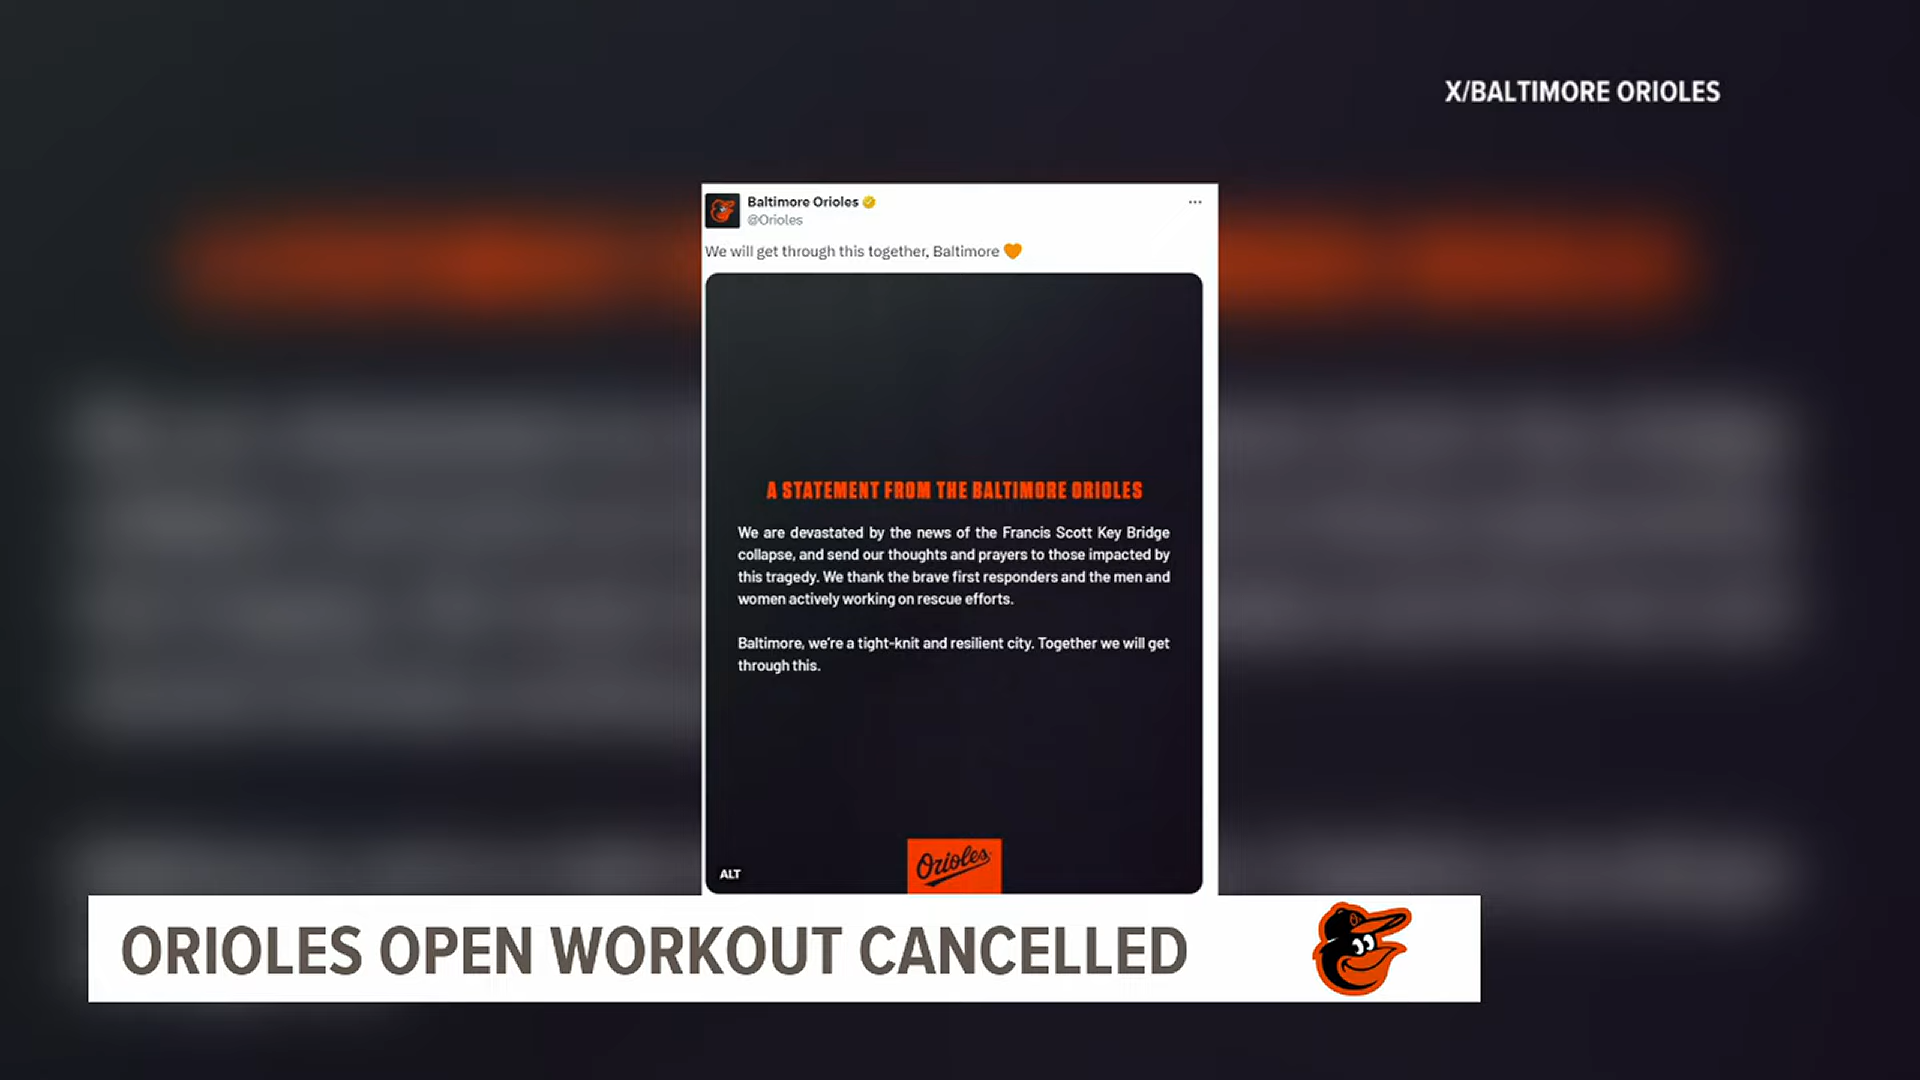 X/BALTIMORE ORIOLES
Baltimore Orioles
@Orioles
We will get through this together, Baltimore 🧡
A STATEMENT FROM THE BALTIMORE ORIOLES
We are devastated by the news of the Francis Scott Key Bridge
collapse, and send our thoughts and prayers to those impacted by
this tragedy. We thank the brave first responders and the men and
women actively working on rescue efforts.
Baltimore, we're a tight-knit and resilient city. Together we will get
through this.
Orioles
ALT
ORIOLES OPEN WORKOUT CANCELLED